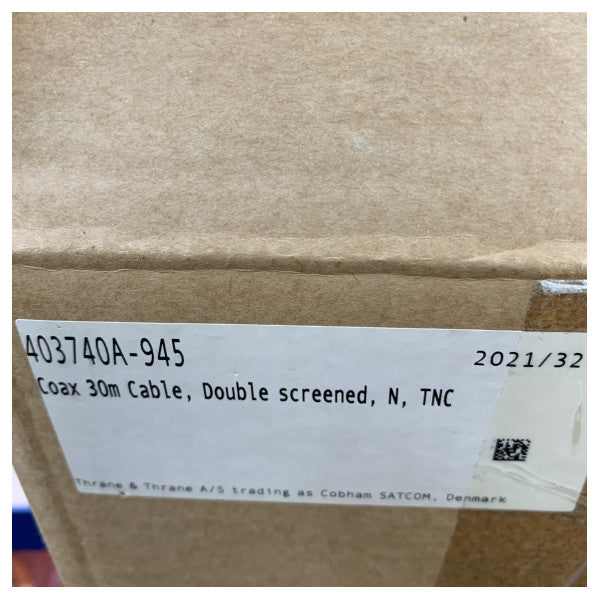 403740A-945 2021/32
Coax 30m Cable, Double screened, N, TNC
Thrane & Thrane A/S trading as Cobham SATCOM, Denmark